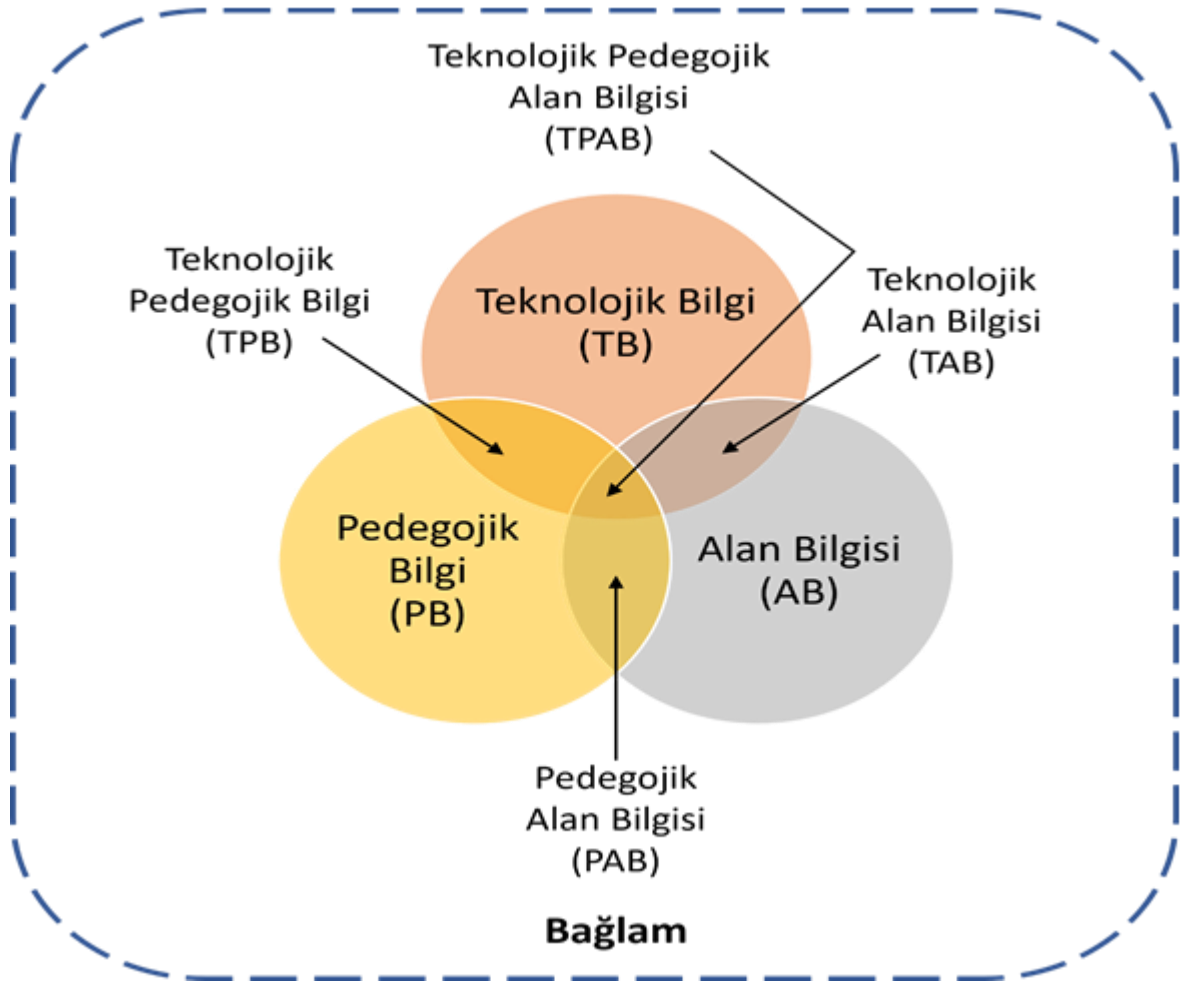 Teknolojik Pedegojik
Alan Bilgisi
(TPAB)
Teknolojik
Pedegojik Bilgi
(TPB)
Teknolojik Bilgi
(TB)
Teknolojik
Alan Bilgisi
(TAB)
Pedegojik
Bilgi
(PB)
Alan Bilgisi
(AB)
Pedegojik
Alan Bilgisi
(PAB)
Bağlam